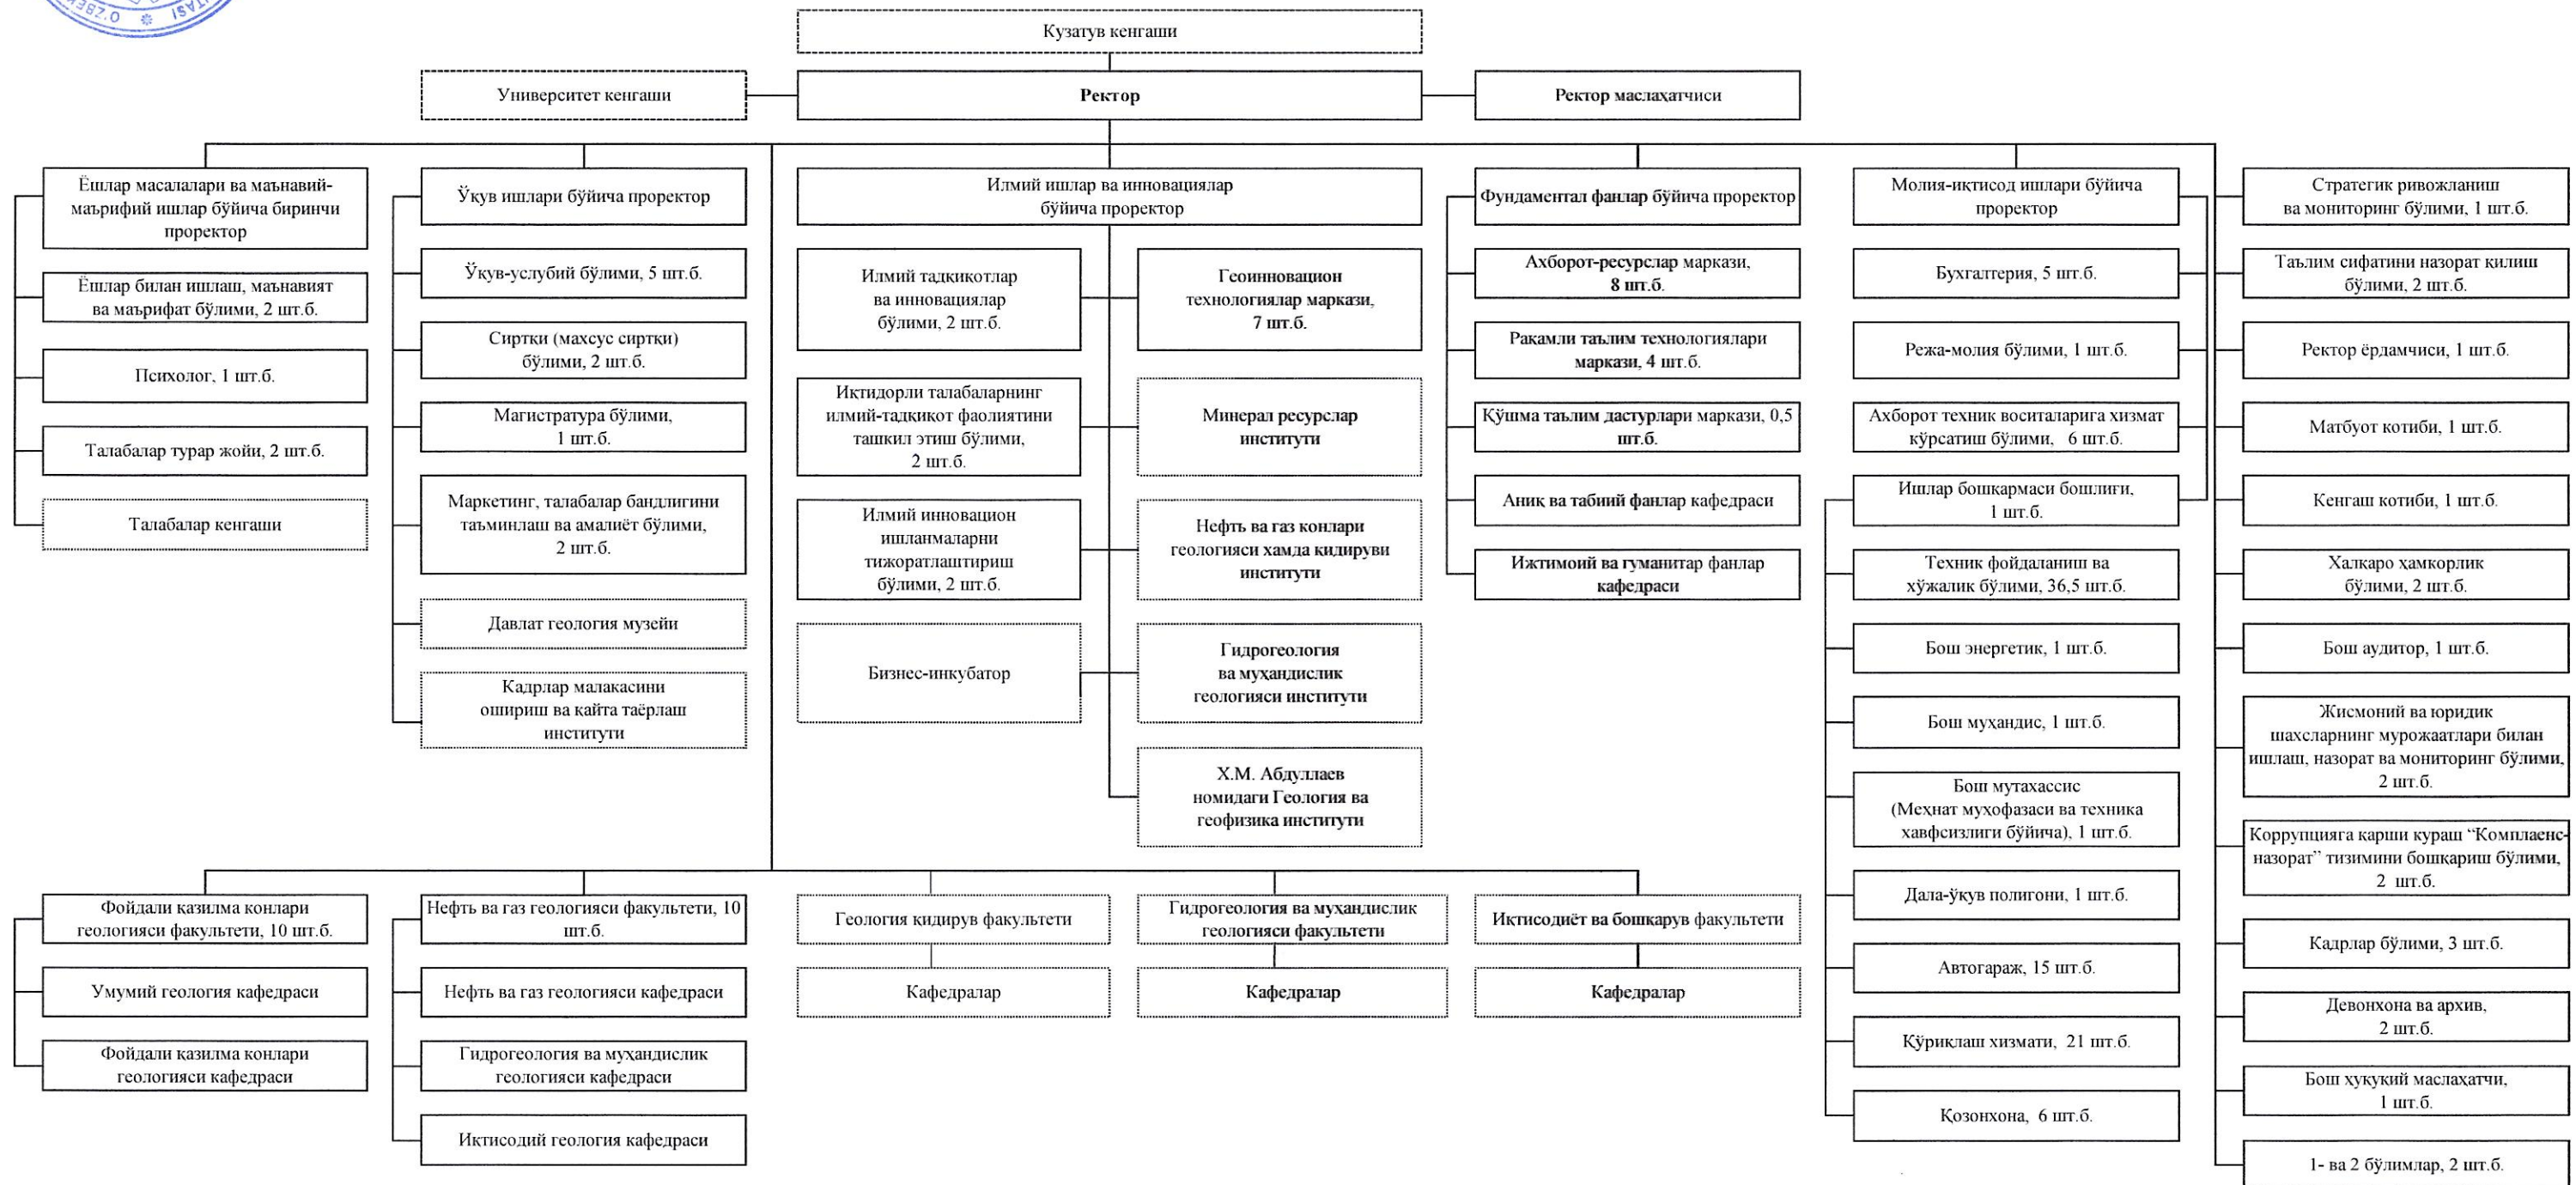 Кузатув кенгаши
Университет кенгаши
Ректор
Ректор маслаҳатчиси
Ёшлар масалалари ва маънавий-
маърифий ишлар бўйича биринчи
проректор
Ёшлар билан ишлаш, маънавият
ва маърифат бўлими, 2 шт.б.
Психолог, 1 шт.б.
Талабалар турар жойи, 2 шт.б.
Талабалар кенгаши
Ўқув ишлари бўйича проректор
Ўқув-услубий бўлими, 5 шт.б.
Сиртқи (махсус сиртқи)
бўлими, 2 шт.б.
Магистратура бўлими,
1 шт.б.
Маркетинг, талабалар бандлигини
таъминлаш ва амалиёт бўлими,
2 шт.б.
Давлат геология музейи
Кадрлар малакасини
ошириш ва қайта таёрлаш
институти
Илмий ишлар ва инновациялар
бўйича проректор
Илмий тадқиқотлар
ва инновациялар
бўлими, 2 шт.б.
Иқтидорли талабаларнинг
илмий-тадқиқот фаолиятини
ташкил этиш бўлими,
2 шт.б.
Илмий инновацион
ишланмаларни
тижоратлаштириш
бўлими, 2 шт.б.
Бизнес-инкубатор
Геоинновацион
технологиялар маркази,
7 шт.б.
Минерал ресурслар
институти
Нефть ва газ конлари
геологияси хамда қидируви
институти
Гидрогеология
ва муҳандислик
геологияси институти
Х.М. Абдуллаев
номидаги Геология ва
геофизика институти
Фундаментал фанлар бўйича проректор
Ахборот-ресурслар маркази,
8 шт.б.
Рақамли таълим технологиялари
маркази, 4 шт.б.
Қўшма таълим дастурлари маркази, 0,5
шт.б.
Аниқ ва табиий фанлар кафедраси
Ижтимоий ва гуманитар фанлар
кафедраси
Молия-иқтисод ишлари бўйича
проректор
Бухгалтерия, 5 шт.б.
Режа-молия бўлими, 1 шт.б.
Ахборот техник воситаларига хизмат
кўрсатиш бўлими, 6 шт.б.
Ишлар бошқармаси бошлиғи,
1 шт.б.
Техник фойдаланиш ва
хўжалик бўлими, 36,5 шт.б.
Бош энергетик, 1 шт.б.
Бош муҳандис, 1 шт.б.
Бош мутахассис
(Меҳнат муҳофазаси ва техника
хавфсизлиги бўйича), 1 шт.б.
Дала-ўқув полигони, 1 шт.б.
Автогараж, 15 шт.б.
Қўриқлаш хизмати, 21 шт.б.
Қозонхона, 6 шт.б.
Стратегик ривожланиш
ва мониторинг бўлими, 1 шт.б.
Таълим сифатини назорат қилиш
бўлими, 2 шт.б.
Ректор ёрдамчиси, 1 шт.б.
Матбуот котиби, 1 шт.б.
Кенгаш котиби, 1 шт.б.
Халқаро ҳамкорлик
бўлими, 2 шт.б.
Бош аудитор, 1 шт.б.
Жисмоний ва юридик
шахсларнинг мурожаатлари билан
ишлаш, назорат ва мониторинг бўлими,
2 шт.б.
Коррупцияга қарши кураш “Комплаенс-
назорат” тизимини бошқариш бўлими,
2 шт.б.
Кадрлар бўлими, 3 шт.б.
Девонхона ва архив,
2 шт.б.
Бош ҳуқуқий маслаҳатчи,
1 шт.б.
1- ва 2 бўлимлар, 2 шт.б.
Фойдали қазилма конлари
геологияси факультети, 10 шт.б.
Умумий геология кафедраси
Фойдали қазилма конлари
геологияси кафедраси
Нефть ва газ геологияси факультети, 10
шт.б.
Нефть ва газ геологияси кафедраси
Гидрогеология ва муҳандислик
геологияси кафедраси
Иқтисодий геология кафедраси
Геология қидирув факультети
Кафедралар
Гидрогеология ва муҳандислик
геологияси факультети
Кафедралар
Иқтисодиёт ва бошқарув факультети
Кафедралар